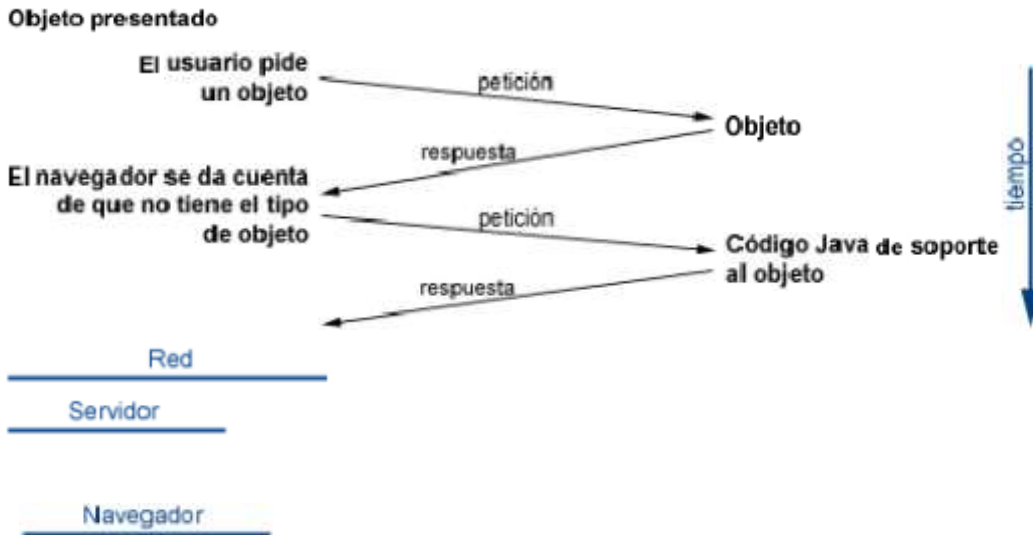 Objeto presentado
El usuario pide
un objeto
petición
Objeto
respuesta
El navegador se da cuenta
de que no tiene el tipo
de objeto
petición
Código Java de soporte
al objeto
respuesta
tiempo
Red
Servidor
Navegador